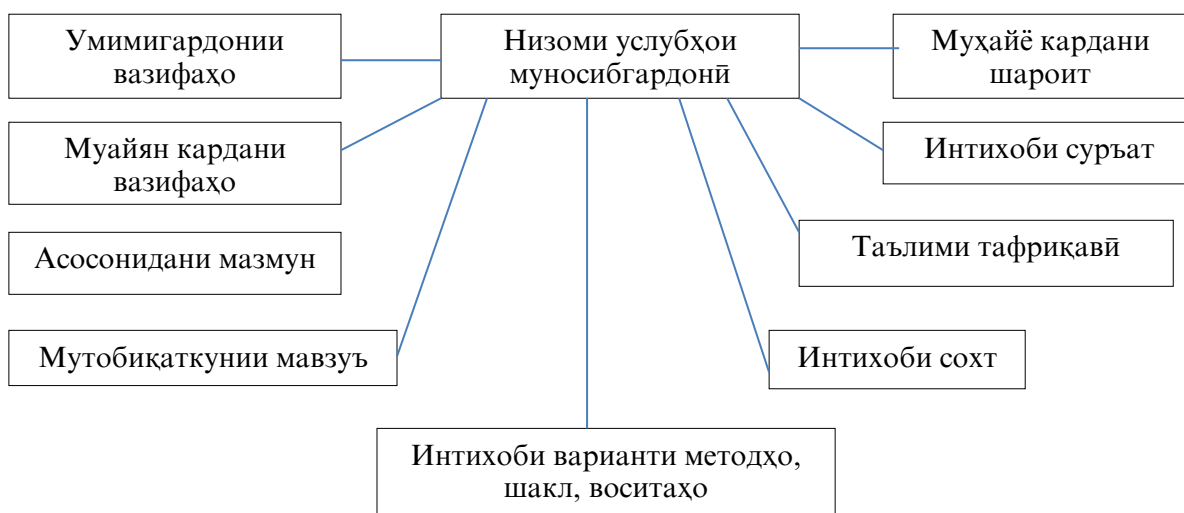 Умимигардонии
вазифаҳо
Низоми услубҳои
муносибгардонӣ
Муҳайё кардани
шароит
Муайян кардани
вазифаҳо
Интихоби суръат
Асосонидани мазмун
Таълими тафриқавӣ
Мутобиқаткунии мавзуъ
Интихоби сохт
Интихоби варианти методҳо,
шакл, воситаҳо